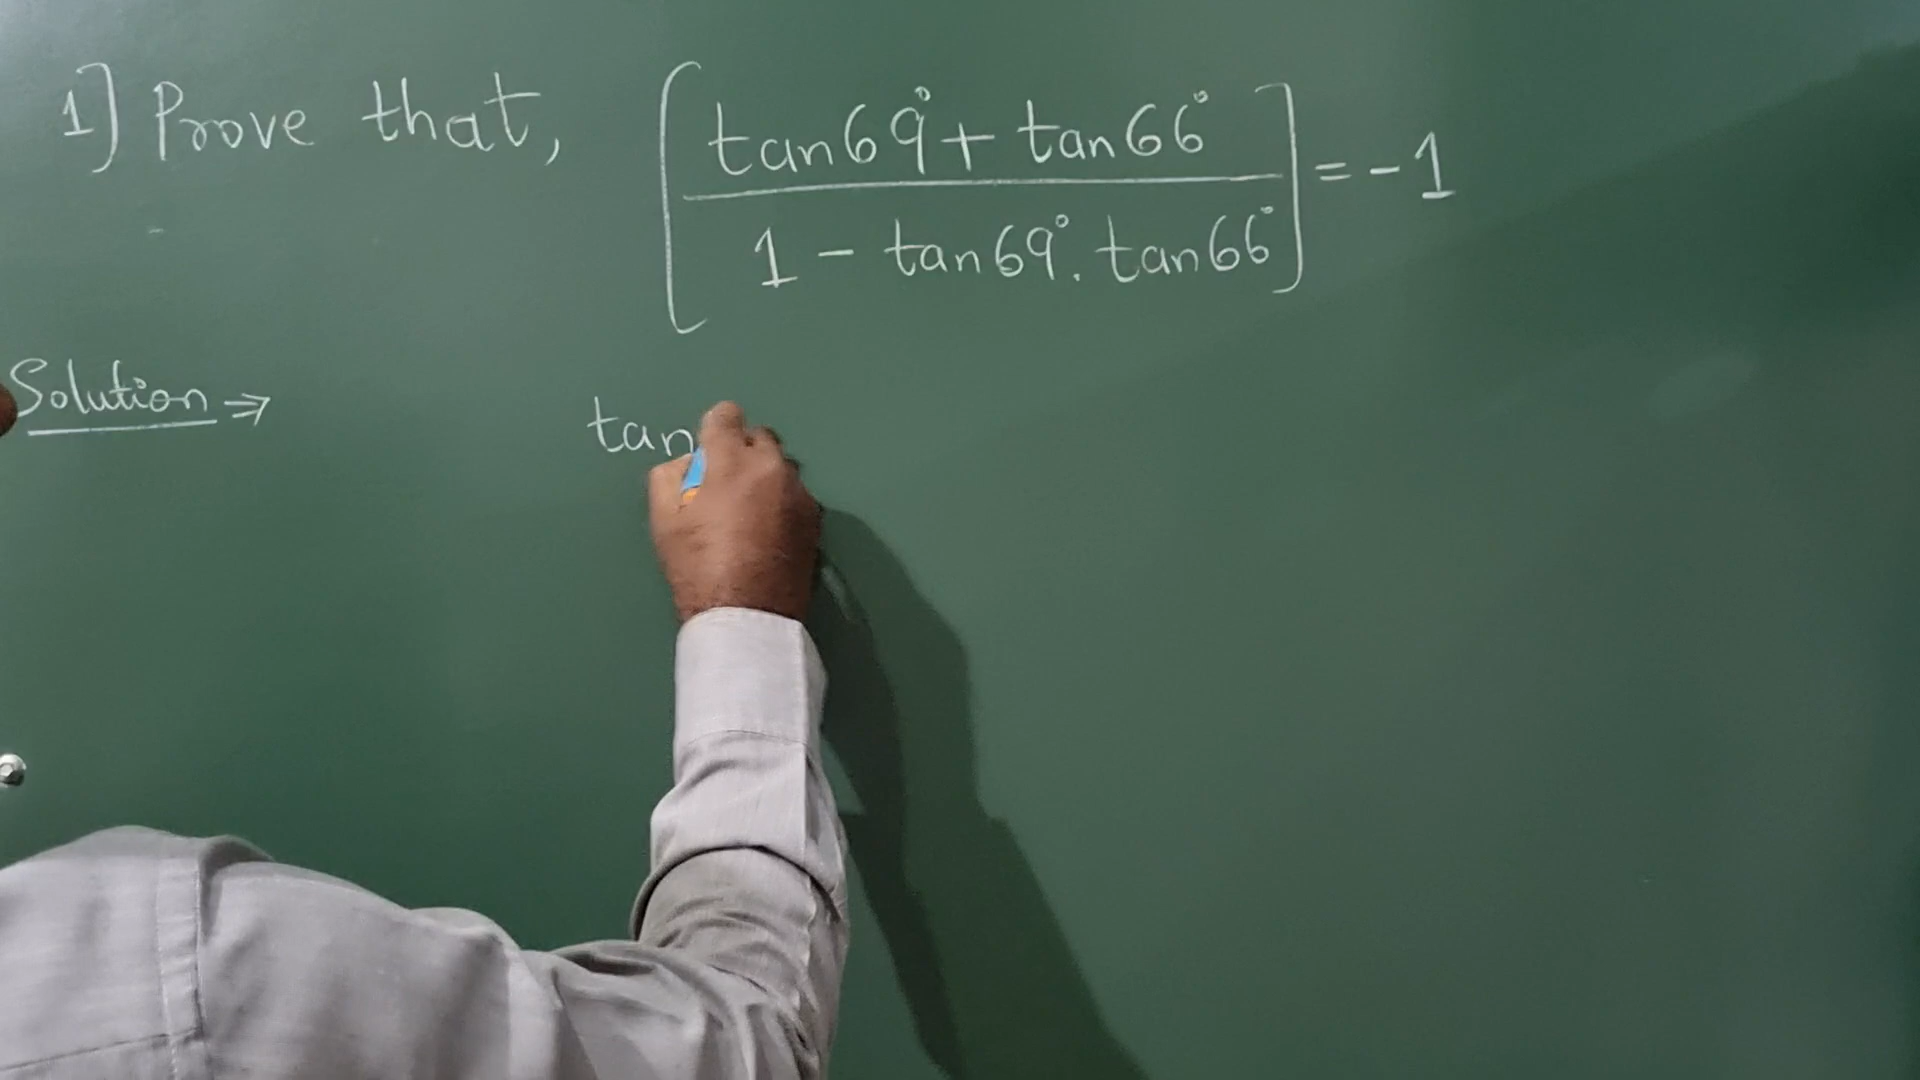 1] Prove that, [(tan69° + tan66°) / (1 - tan69° . tan66°)] = -1
Solution ⇒
tan